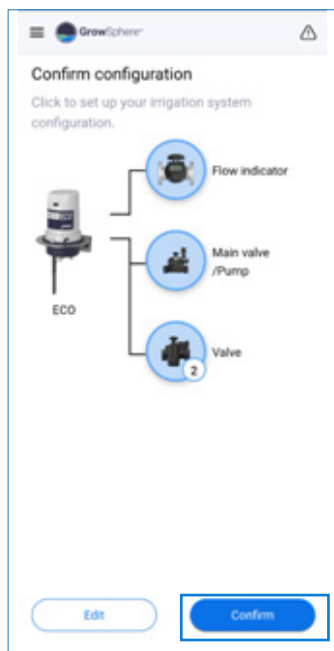 GrowSphere™
Confirm configuration
Click to set up your irrigation system
configuration.
Flow indicator
Main valve
/Pump
ECO
Valve
2
Edit
Confirm